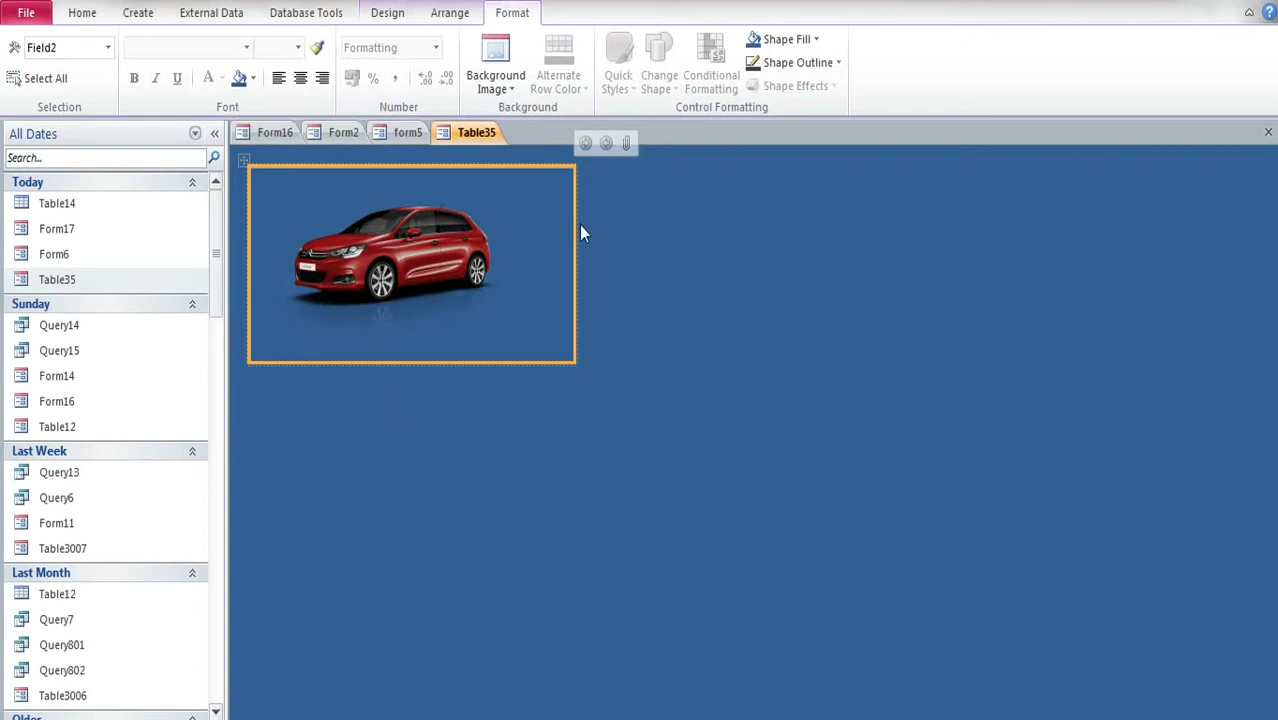 File Home Create External Data Database Tools Design Arrange Format
Field2 Formatting
Select All
B I U A % ,
Background Image
Alternate Row Color
Quick Styles
Change Shape
Conditional Formatting
Shape Fill
Shape Outline
Shape Effects
Selection Font Number Background Control Formatting
All Dates
Form16 Form2 form5 Table35
Search...
Today
Table14
Form17
Form6
Table35
Sunday
Query14
Query15
Form14
Form16
Table12
Last Week
Query13
Query6
Form11
Table3007
Last Month
Table12
Query7
Query801
Query802
Table3006
Older